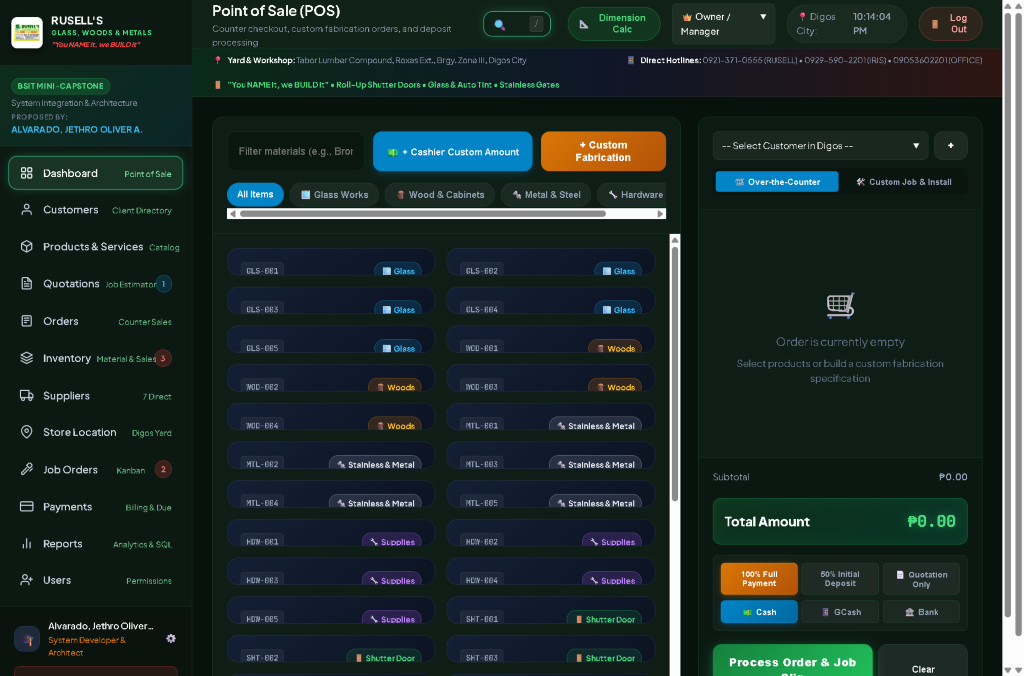 RUSELL'S
GLASS, WOODS & METALS
"You NAME It, we BUILD It"
BSIT MINI-CAPSTONE
System Integration & Architecture
PROPOSED BY:
ALVARADO, JETHRO OLIVER A.
Dashboard Point of Sale
Customers Client Directory
Products & Services Catalog
Quotations Job Estimator 1
Orders Counter Sales
Inventory Material & Sales 3
Suppliers 7 Direct
Store Location Digos Yard
Job Orders Kanban 2
Payments Billing & Due
Reports Analytics & SQL
Users Permissions
Alvarado, Jethro Oliver...
System Developer &
Architect
Point of Sale (POS)
Counter checkout, custom fabrication orders, and deposit
processing
/
Dimension
Calc
Owner /
Manager
Digos
City:
10:14:04
PM
Log
Out
Yard & Workshop: Tabor Lumber Compound, Roxas Ext., Brgy. Zone III, Digos City
Direct Hotlines: 0921-371-0555 (RUSELL) • 0929-590-2201 (IRIS) • 09053602201 (OFFICE)
"You NAME It, we BUILD It" • Roll-Up Shutter Doors • Glass & Auto Tint • Stainless Gates
Filter materials (e.g., Bron
+ Cashier Custom Amount
+ Custom
Fabrication
All Items
Glass Works
Wood & Cabinets
Metal & Steel
Hardware
GLS-001 Glass
GLS-002 Glass
GLS-003 Glass
GLS-004 Glass
GLS-005 Glass
WOD-001 Woods
WOD-002 Woods
WOD-003 Woods
WOD-004 Woods
MTL-001 Stainless & Metal
MTL-002 Stainless & Metal
MTL-003 Stainless & Metal
MTL-004 Stainless & Metal
MTL-005 Stainless & Metal
HDW-001 Supplies
HDW-002 Supplies
HDW-003 Supplies
HDW-004 Supplies
HDW-005 Supplies
SHT-001 Shutter Door
SHT-002 Shutter Door
SHT-003 Shutter Door
-- Select Customer in Digos --
+
Over-the-Counter
Custom Job & Install
Order is currently empty
Select products or build a custom fabrication
specification
Subtotal ₱0.00
Total Amount ₱0.00
100% Full
Payment
50% Initial
Deposit
Quotation
Only
Cash
GCash
Bank
Process Order & Job
Clear